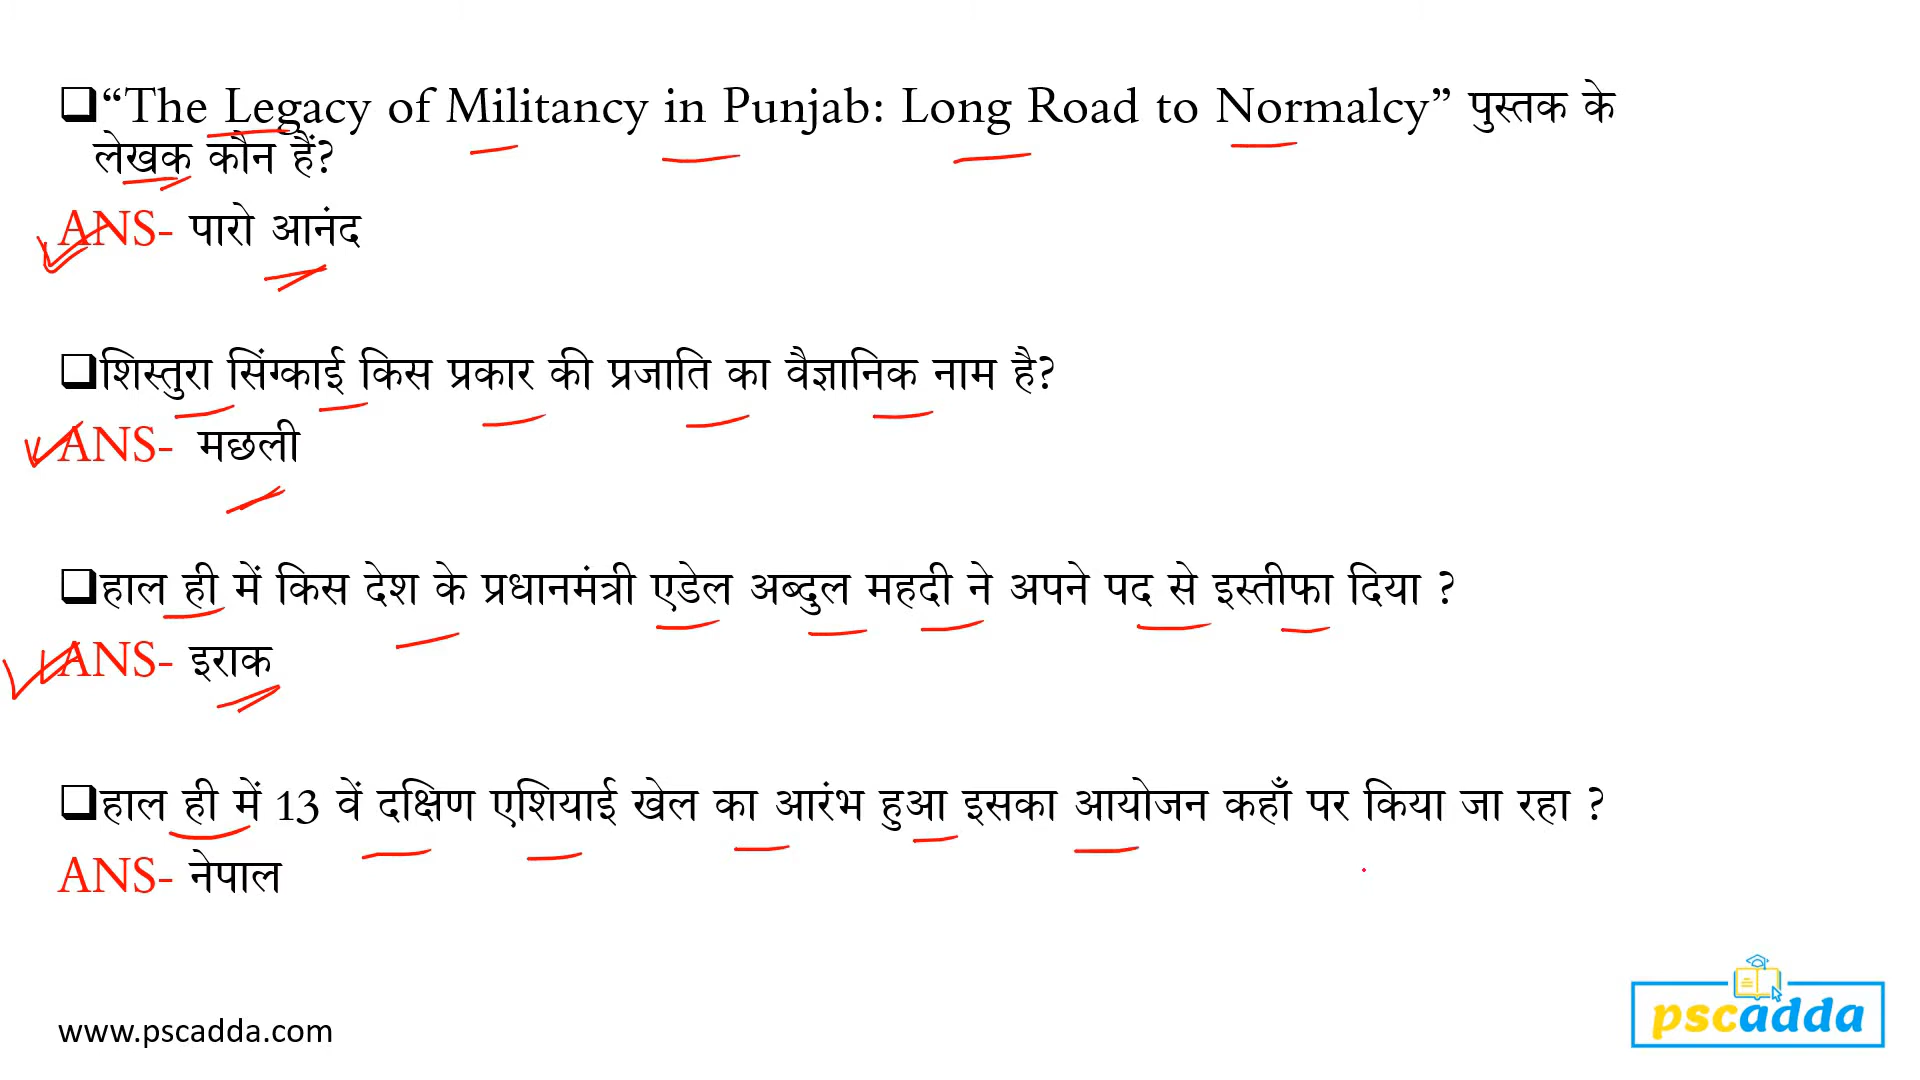 “The Legacy of Militancy in Punjab: Long Road to Normalcy” पुस्तक के
लेखक कौन हैं?
ANS- पारो आनंद
शिस्तुरा सिंग्काई किस प्रकार की प्रजाति का वैज्ञानिक नाम है?
ANS- मछली
हाल ही में किस देश के प्रधानमंत्री एडेल अब्दुल महदी ने अपने पद से इस्तीफा दिया ?
ANS- इराक
हाल ही में 13 वें दक्षिण एशियाई खेल का आरंभ हुआ इसका आयोजन कहाँ पर किया जा रहा ?
ANS- नेपाल
www.pscadda.com
pscadda